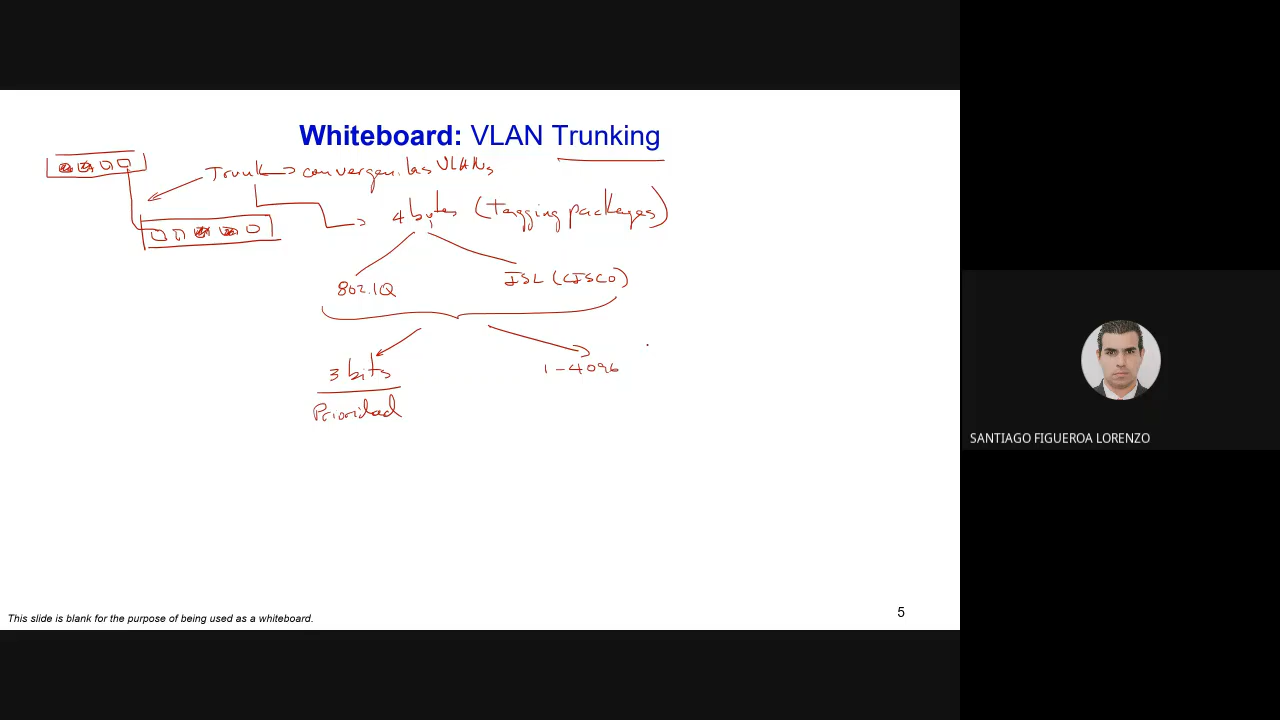 Whiteboard: VLAN Trunking
Trunk → convergen las VLANs
4 bytes (Tagging packages)
802.1Q
ISL (CISCO)
3 bits
1-4096
Prioridad
SANTIAGO FIGUEROA LORENZO
This slide is blank for the purpose of being used as a whiteboard.
5